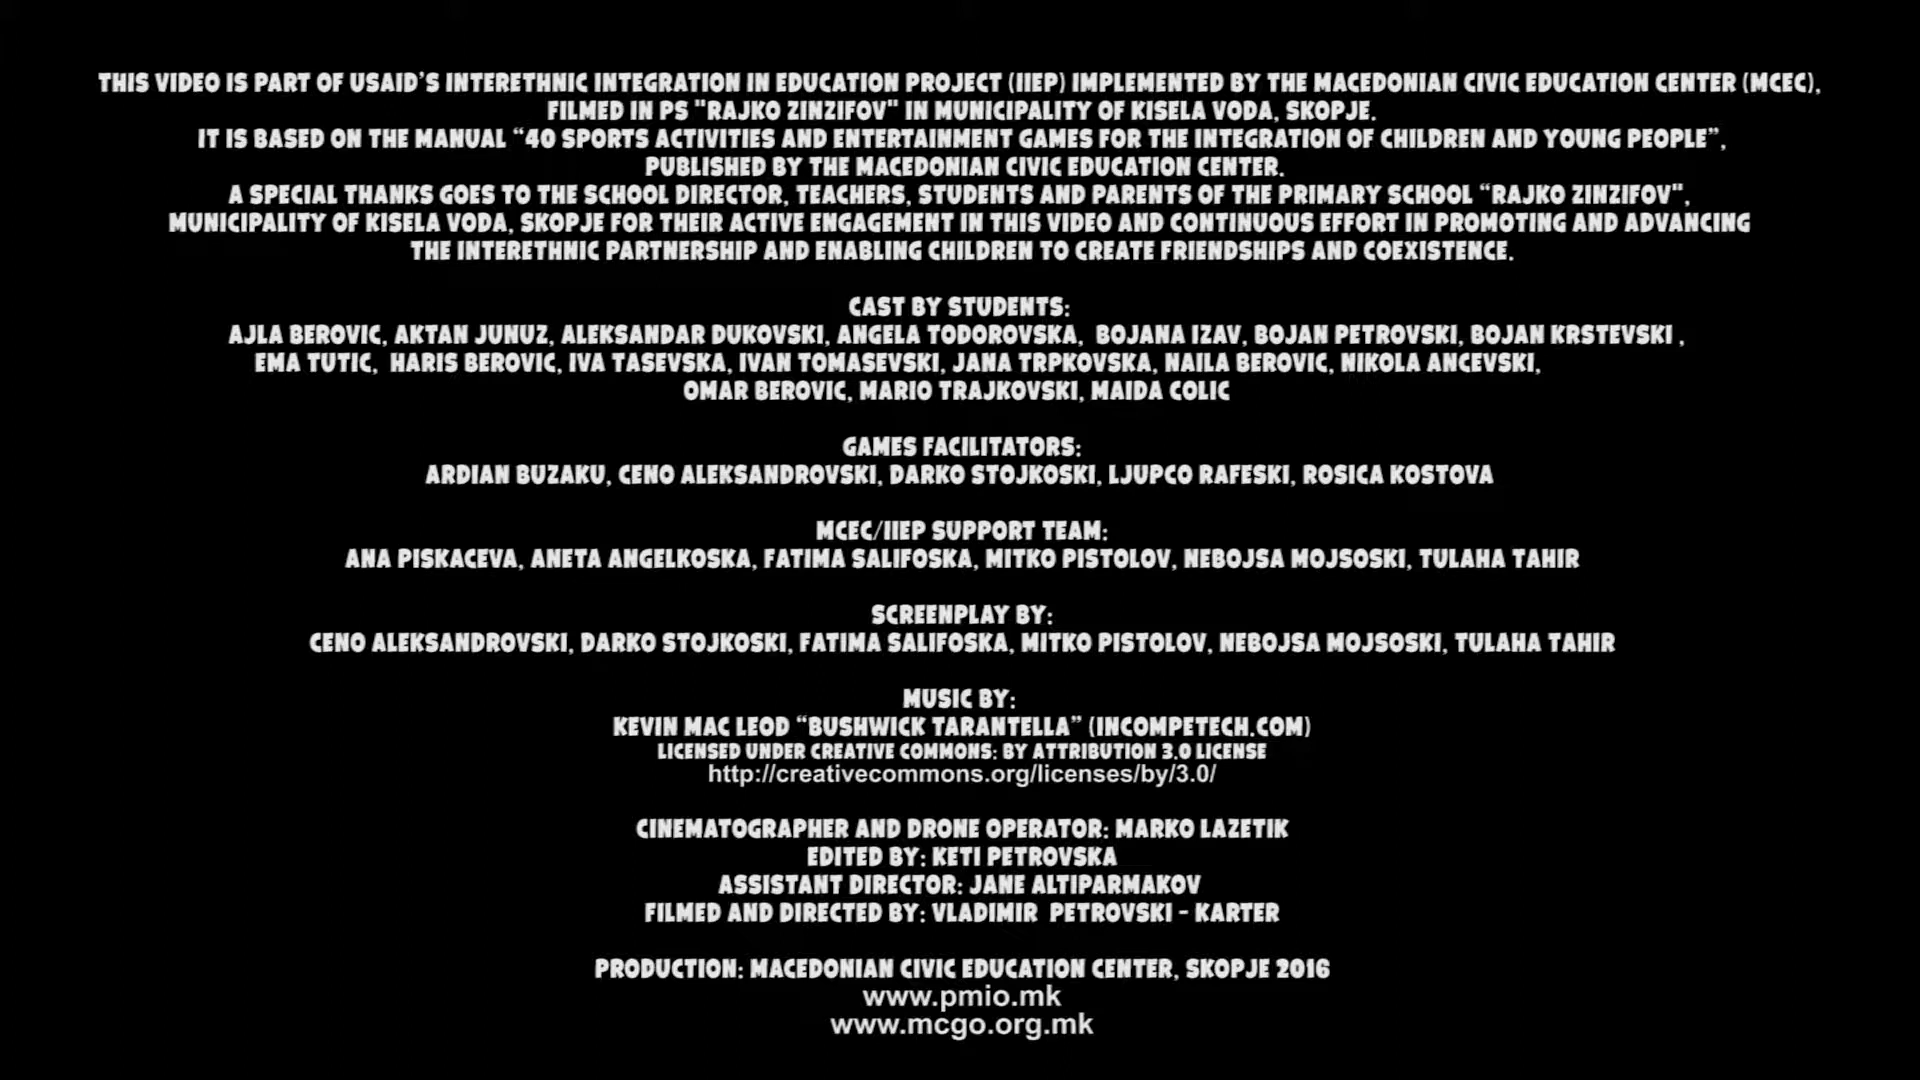 THIS VIDEO IS PART OF USAID’S INTERETHNIC INTEGRATION IN EDUCATION PROJECT (IIEP) IMPLEMENTED BY THE MACEDONIAN CIVIC EDUCATION CENTER (MCEC),
FILMED IN PS "RAJKO ZINZIFOV" IN MUNICIPALITY OF KISELA VODA, SKOPJE.
IT IS BASED ON THE MANUAL “40 SPORTS ACTIVITIES AND ENTERTAINMENT GAMES FOR THE INTEGRATION OF CHILDREN AND YOUNG PEOPLE”,
PUBLISHED BY THE MACEDONIAN CIVIC EDUCATION CENTER.
A SPECIAL THANKS GOES TO THE SCHOOL DIRECTOR, TEACHERS, STUDENTS AND PARENTS OF THE PRIMARY SCHOOL “RAJKO ZINZIFOV",
MUNICIPALITY OF KISELA VODA, SKOPJE FOR THEIR ACTIVE ENGAGEMENT IN THIS VIDEO AND CONTINUOUS EFFORT IN PROMOTING AND ADVANCING
THE INTERETHNIC PARTNERSHIP AND ENABLING CHILDREN TO CREATE FRIENDSHIPS AND COEXISTENCE.
CAST BY STUDENTS:
AJLA BEROVIC, AKTAN JUNUZ, ALEKSANDAR DUKOVSKI, ANGELA TODOROVSKA, BOJANA IZAV, BOJAN PETROVSKI, BOJAN KRSTEVSKI ,
EMA TUTIC, HARIS BEROVIC, IVA TASEVSKA, IVAN TOMASEVSKI, JANA TRPKOVSKA, NAILA BEROVIC, NIKOLA ANCEVSKI,
OMAR BEROVIC, MARIO TRAJKOVSKI, MAIDA COLIC
GAMES FACILITATORS:
ARDIAN BUZAKU, CENO ALEKSANDROVSKI, DARKO STOJKOSKI, LJUPCO RAFESKI, ROSICA KOSTOVA
MCEC/IIEP SUPPORT TEAM:
ANA PISKACEVA, ANETA ANGELKOSKA, FATIMA SALIFOSKA, MITKO PISTOLOV, NEBOJSA MOJSOSKI, TULAHA TAHIR
SCREENPLAY BY:
CENO ALEKSANDROVSKI, DARKO STOJKOSKI, FATIMA SALIFOSKA, MITKO PISTOLOV, NEBOJSA MOJSOSKI, TULAHA TAHIR
MUSIC BY:
KEVIN MAC LEOD “BUSHWICK TARANTELLA” (INCOMPETECH.COM)
LICENSED UNDER CREATIVE COMMONS: BY ATTRIBUTION 3.0 LICENSE
http://creativecommons.org/licenses/by/3.0/
CINEMATOGRAPHER AND DRONE OPERATOR: MARKO LAZETIK
EDITED BY: KETI PETROVSKA
ASSISTANT DIRECTOR: JANE ALTIPARMAKOV
FILMED AND DIRECTED BY: VLADIMIR PETROVSKI - KARTER
PRODUCTION: MACEDONIAN CIVIC EDUCATION CENTER, SKOPJE 2016
www.pmio.mk
www.mcgo.org.mk